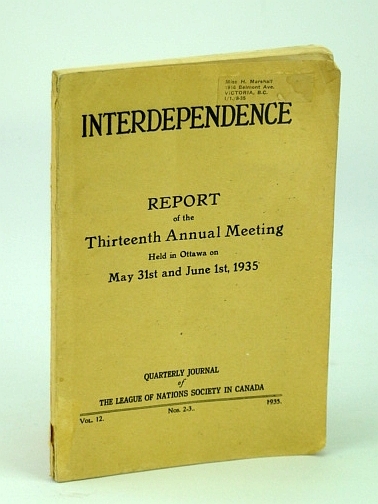 Miss H. Marshall
Belmont Ave.
VICTORIA, B.C.
INTERDEPENDENCE
REPORT
of the
Thirteenth Annual Meeting
Held in Ottawa on
May 31st and June 1st, 1935
QUARTERLY JOURNAL
of
THE LEAGUE OF NATIONS SOCIETY IN CANADA
VOL. 12. Nos. 2-3. 1935.